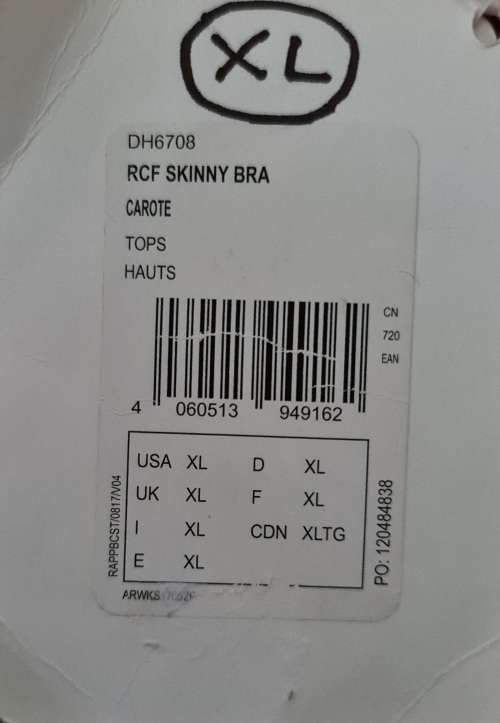 XL
DH6708
RCF SKINNY BRA
CAROTE
TOPS
HAUTS
CN
720
EAN
4 060513 949162
USA XL D XL
UK XL F XL
I XL CDN XLTG
E XL
RAPPBCST/0817/V04
PO: 120484838